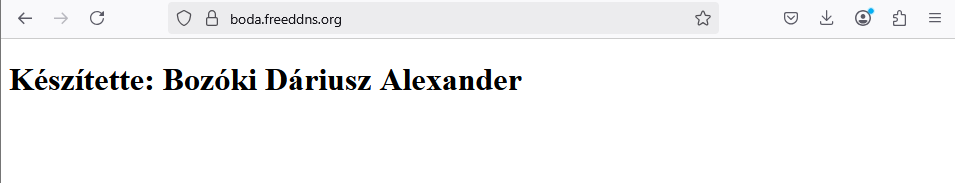 boda.freeddns.org
Készítette: Bozóki Dáriusz Alexander